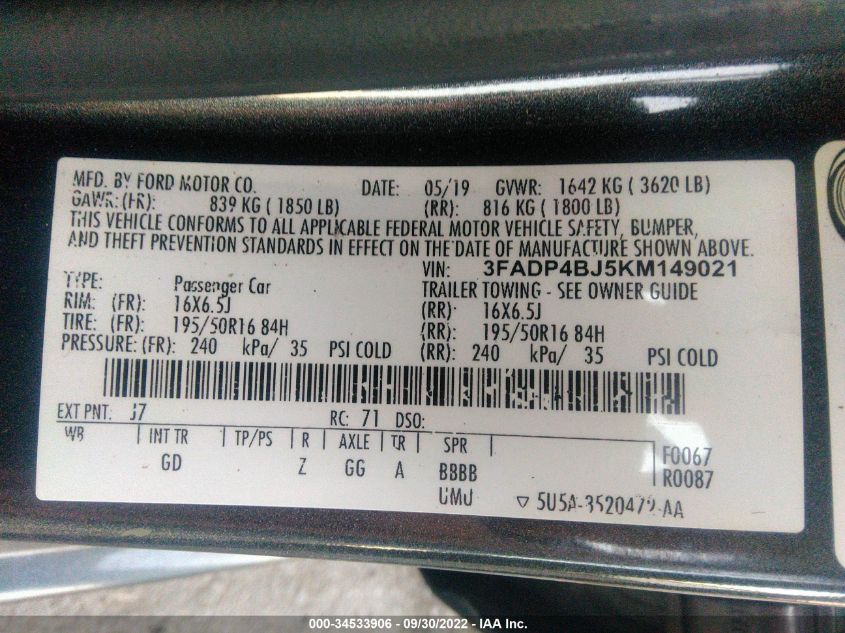 MFD. BY FORD MOTOR CO. DATE: 05/19 GVWR: 1642 KG ( 3620 LB)
GAWR: (FR): 839 KG ( 1850 LB) (RR): 816 KG ( 1800 LB)
THIS VEHICLE CONFORMS TO ALL APPLICABLE FEDERAL MOTOR VEHICLE SAFETY, BUMPER,
AND THEFT PREVENTION STANDARDS IN EFFECT ON THE DATE OF MANUFACTURE SHOWN ABOVE.
VIN: 3FADP4BJ5KM149021
TYPE: Passenger Car TRAILER TOWING - SEE OWNER GUIDE
RIM: (FR): 16X6.5J (RR): 16X6.5J
TIRE: (FR): 195/50R16 84H (RR): 195/50R16 84H
PRESSURE: (FR): 240 kPa/ 35 PSI COLD (RR): 240 kPa/ 35 PSI COLD
EXT PNT: J7 RC: 71 DSO:
WB INT TR TP/PS R AXLE TR SPR F0067
GD Z GG A BBBB R0087
UMJ ▽ 5U5A-3520472-AA
000-34533906 - 09/30/2022 - IAA Inc.